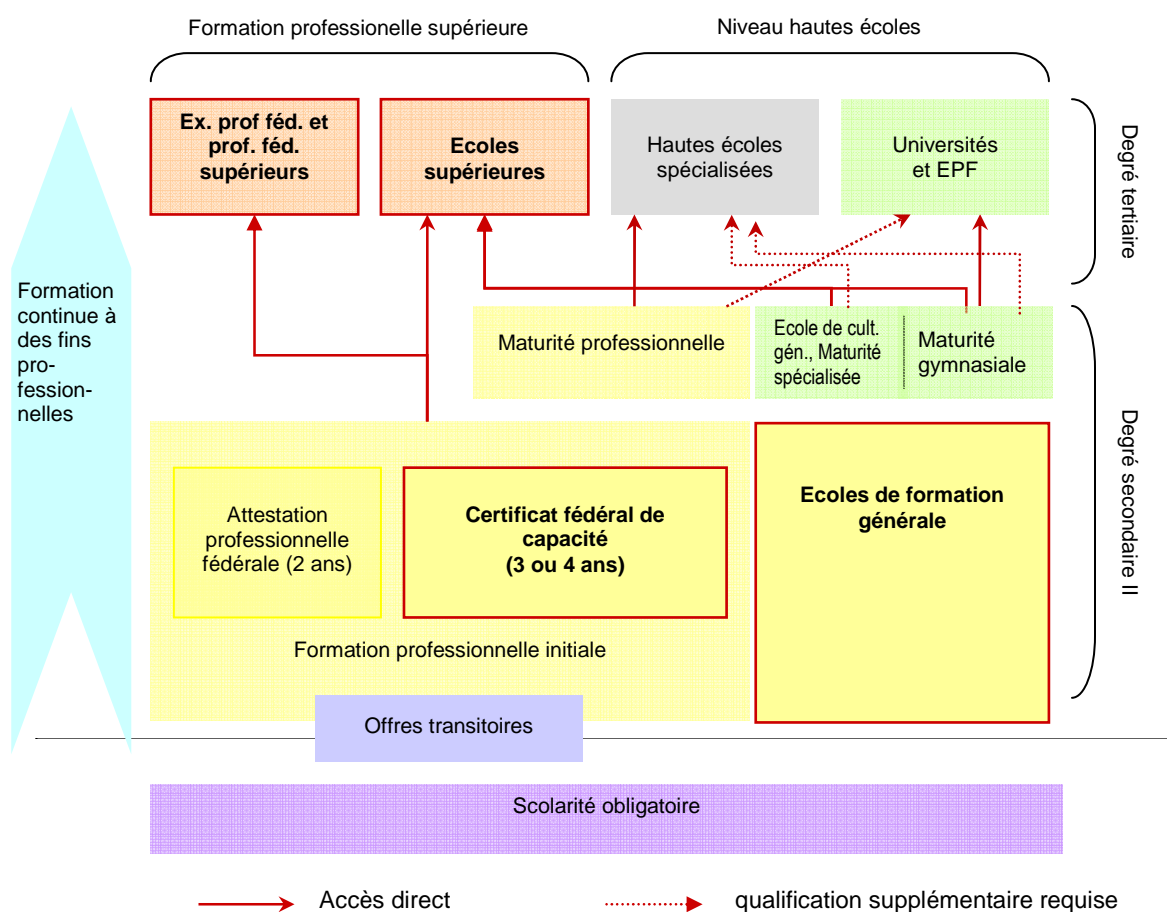 Formation professionelle supérieure
Niveau hautes écoles
Ex. prof féd. et
prof. féd.
supérieurs
Ecoles
supérieures
Hautes écoles
spécialisées
Universités
et EPF
Degré tertiaire
Formation
continue à
des fins
pro-
fession-
nelles
Maturité professionnelle
Ecole de cult.
gén., Maturité
spécialisée
Maturité
gymnasiale
Degré secondaire II
Attestation
professionnelle
fédérale (2 ans)
Certificat fédéral de
capacité
(3 ou 4 ans)
Ecoles de formation
générale
Formation professionnelle initiale
Offres transitoires
Scolarité obligatoire
Accès direct
qualification supplémentaire requise